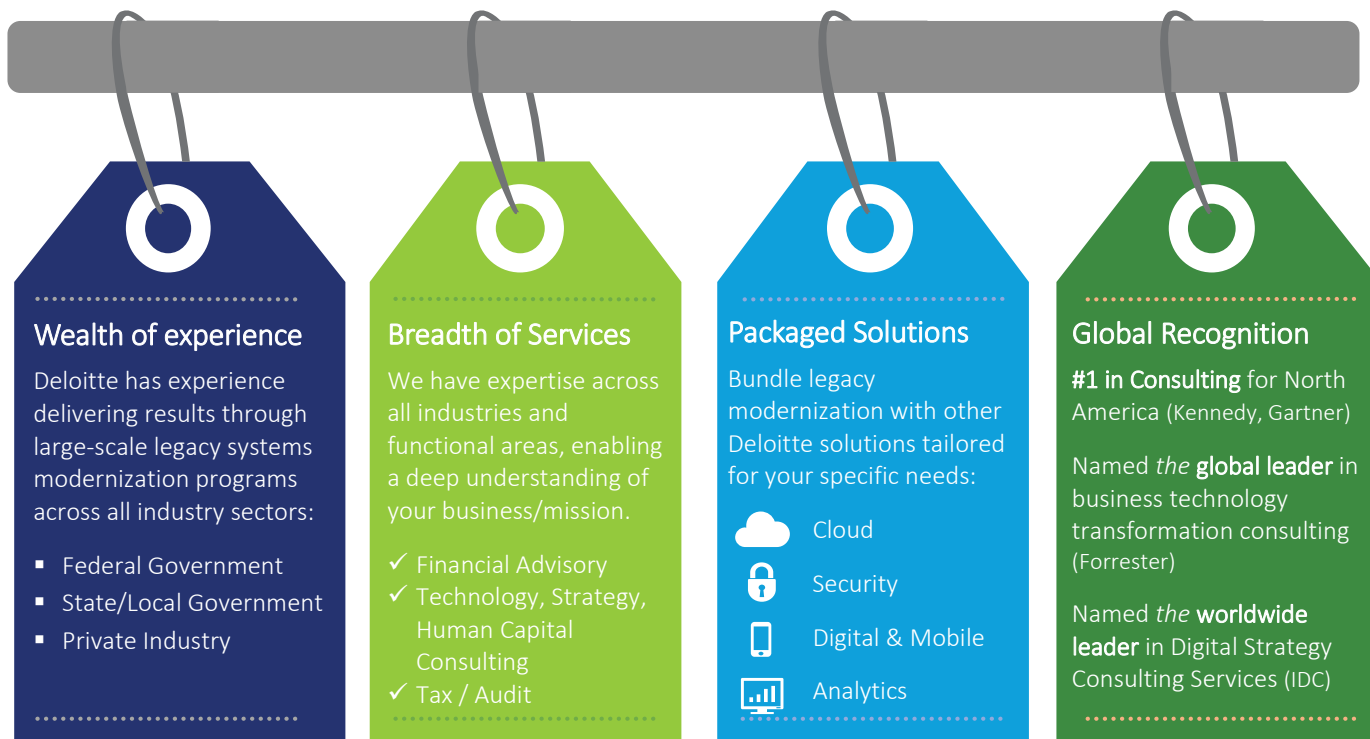 Wealth of experience
Deloitte has experience
delivering results through
large-scale legacy systems
modernization programs
across all industry sectors:
▪ Federal Government
▪ State/Local Government
▪ Private Industry
Breadth of Services
We have expertise across
all industries and
functional areas, enabling
a deep understanding of
your business/mission.
✓ Financial Advisory
✓ Technology, Strategy,
Human Capital
Consulting
✓ Tax / Audit
Packaged Solutions
Bundle legacy
modernization with other
Deloitte solutions tailored
for your specific needs:
Cloud
Security
Digital & Mobile
Analytics
Global Recognition
#1 in Consulting for North
America (Kennedy, Gartner)
Named the global leader in
business technology
transformation consulting
(Forrester)
Named the worldwide
leader in Digital Strategy
Consulting Services (IDC)